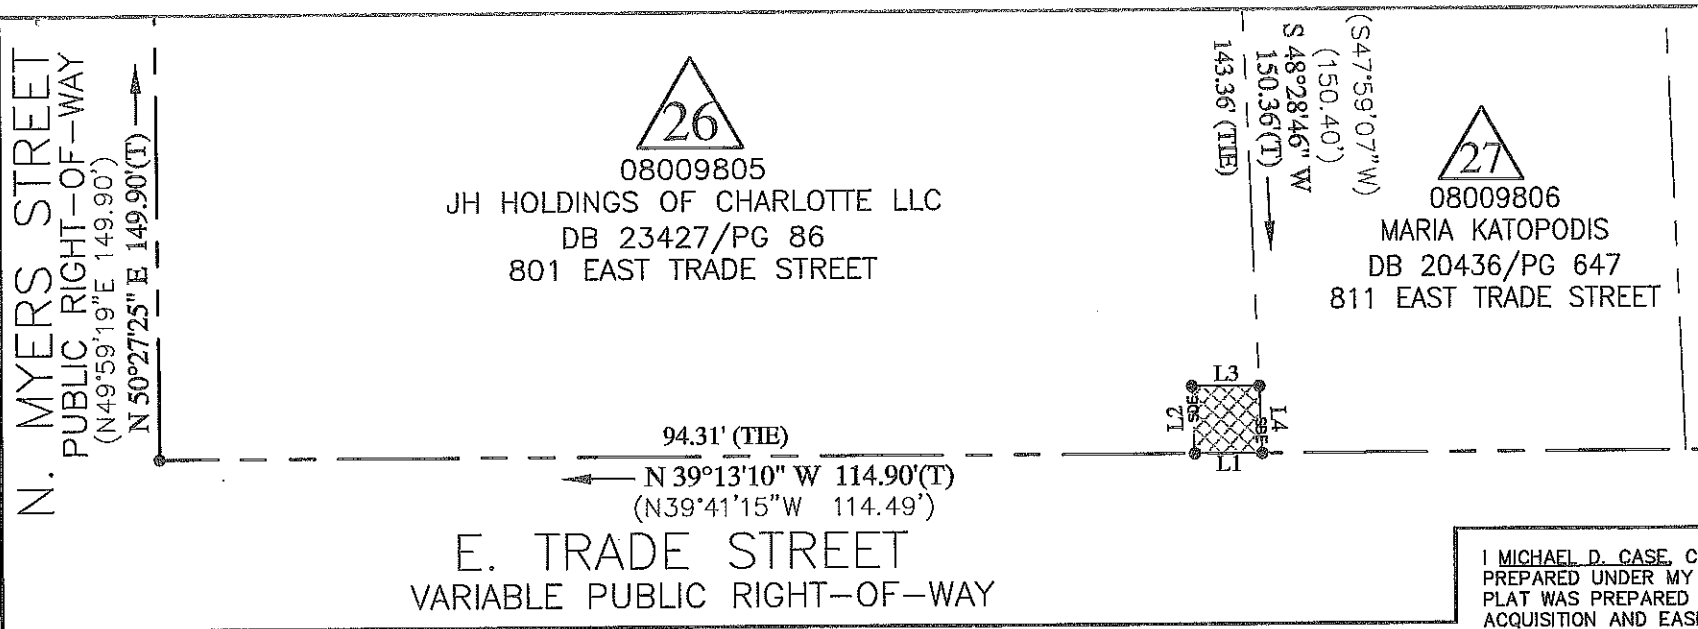 N. MYERS STREET
PUBLIC RIGHT-OF-WAY
(N49°59'19"E 149.90')
N 50°27'25" E 149.90'(T)
26
08009805
JH HOLDINGS OF CHARLOTTE LLC
DB 23427/PG 86
801 EAST TRADE STREET
143.36' (TIE)
150.36'(T)
S 48°28'46" W
(150.40')
(S47°59'07"W)
27
08009806
MARIA KATOPODIS
DB 20436/PG 647
811 EAST TRADE STREET
L3
L2
L4
L1
94.31' (TIE)
N 39°13'10" W 114.90'(T)
(N39°41'15"W 114.49')
E. TRADE STREET
VARIABLE PUBLIC RIGHT-OF-WAY
I MICHAEL D. CASE, C
PREPARED UNDER MY
PLAT WAS PREPARED
ACQUISITION AND EAS